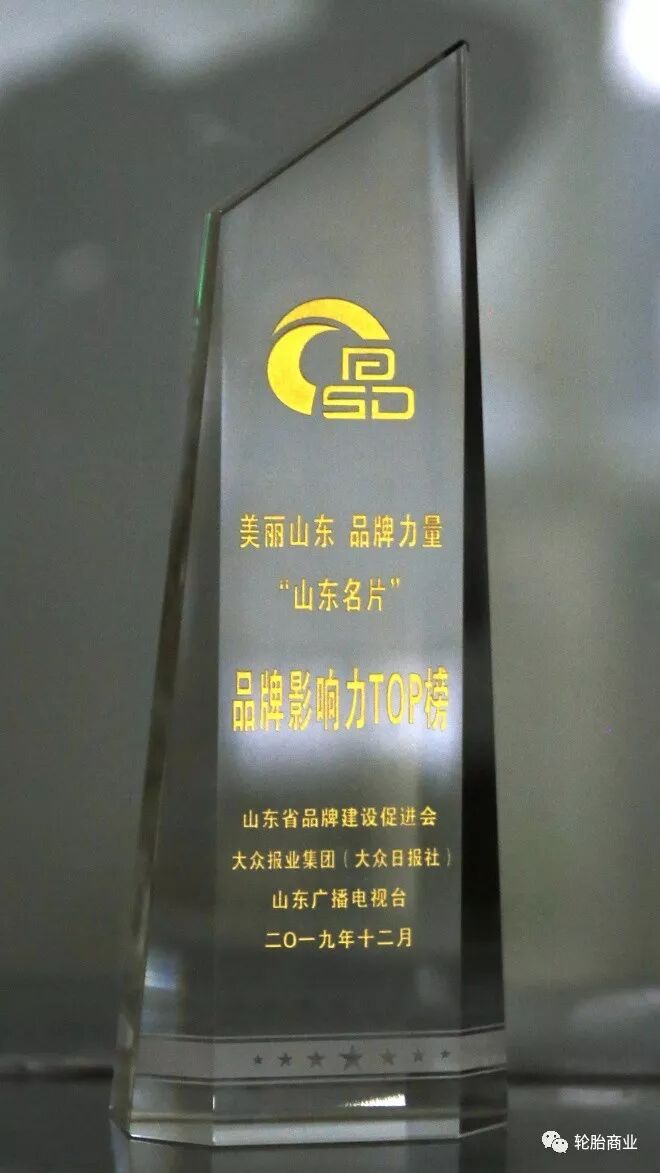 SD
美丽山东 品牌力量
“山东名片”
品牌影响力TOP榜
山东省品牌建设促进会
大众报业集团（大众日报社）
山东广播电视台
二〇一九年十二月
轮胎商业